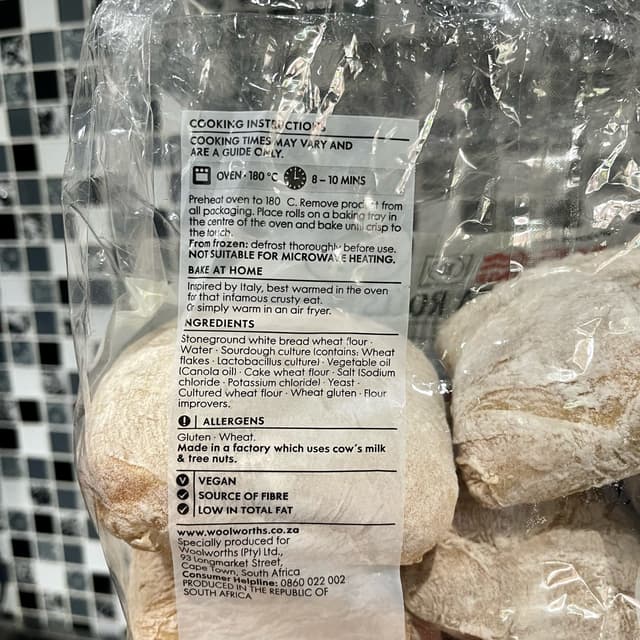 COOKING INSTRUCTIONS
COOKING TIMES MAY VARY AND
ARE A GUIDE ONLY.
OVEN · 180 °C 8 – 10 MINS
Preheat oven to 180 C. Remove product from
all packaging. Place rolls on a baking tray in
the centre of the oven and bake until crisp to
the touch.
From frozen: defrost thoroughly before use.
NOT SUITABLE FOR MICROWAVE HEATING.
BAKE AT HOME
Inspired by Italy, best warmed in the oven
for that infamous crusty eat.
Or simply warm in an air fryer.
INGREDIENTS
Stoneground white bread wheat flour ·
Water · Sourdough culture (contains: Wheat
flakes · Lactobacillus culture) · Vegetable oil
(Canola oil) · Cake wheat flour · Salt (Sodium
chloride · Potassium chloride) · Yeast ·
Cultured wheat flour · Wheat gluten · Flour
improvers.
ALLERGENS
Gluten · Wheat.
Made in a factory which uses cow's milk
& tree nuts.
V VEGAN
SOURCE OF FIBRE
LOW IN TOTAL FAT
www.woolworths.co.za
Specially produced for
Woolworths (Pty) Ltd.,
93 Longmarket Street,
Cape Town, South Africa
Consumer Helpline: 0860 022 002
PRODUCED IN THE REPUBLIC OF
SOUTH AFRICA